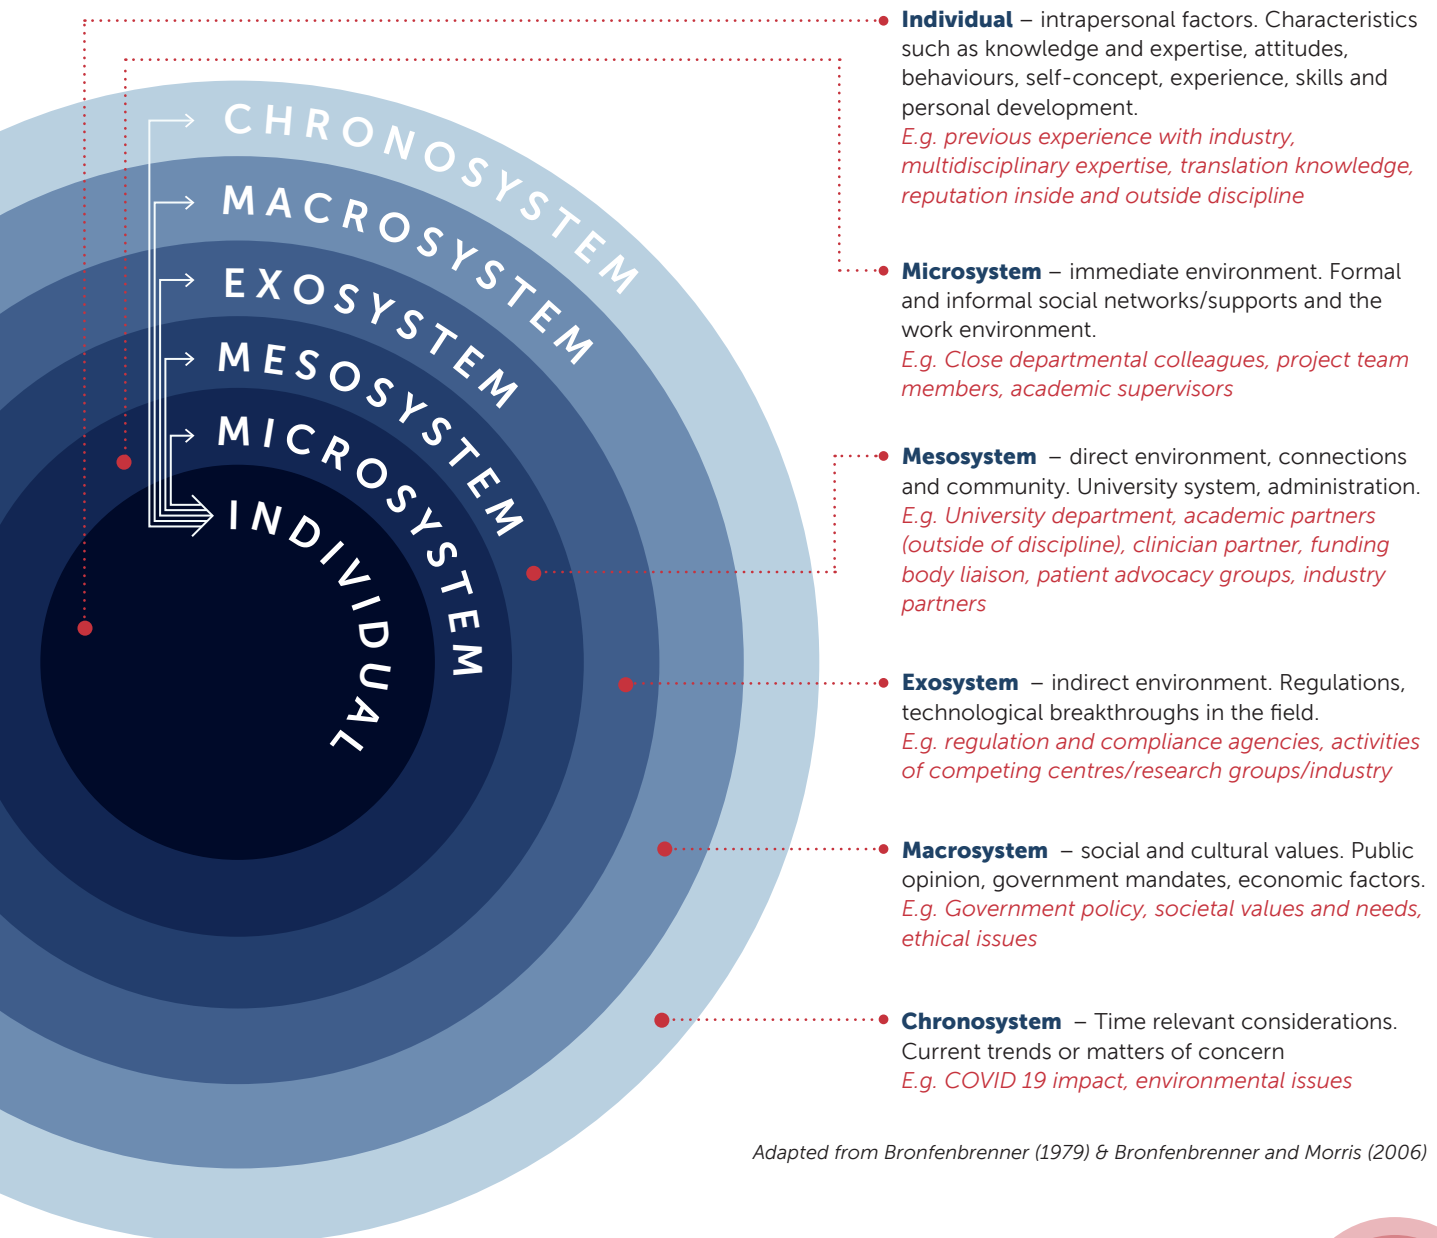 CHRONOSYSTEM
MACROSYSTEM
EXOSYSTEM
MESOSYSTEM
MICROSYSTEM
INDIVIDUAL
Individual – intrapersonal factors. Characteristics
such as knowledge and expertise, attitudes,
behaviours, self-concept, experience, skills and
personal development.
E.g. previous experience with industry,
multidisciplinary expertise, translation knowledge,
reputation inside and outside discipline
Microsystem – immediate environment. Formal
and informal social networks/supports and the
work environment.
E.g. Close departmental colleagues, project team
members, academic supervisors
Mesosystem – direct environment, connections
and community. University system, administration.
E.g. University department, academic partners
(outside of discipline), clinician partner, funding
body liaison, patient advocacy groups, industry
partners
Exosystem – indirect environment. Regulations,
technological breakthroughs in the field.
E.g. regulation and compliance agencies, activities
of competing centres/research groups/industry
Macrosystem – social and cultural values. Public
opinion, government mandates, economic factors.
E.g. Government policy, societal values and needs,
ethical issues
Chronosystem – Time relevant considerations.
Current trends or matters of concern
E.g. COVID 19 impact, environmental issues
Adapted from Bronfenbrenner (1979) & Bronfenbrenner and Morris (2006)